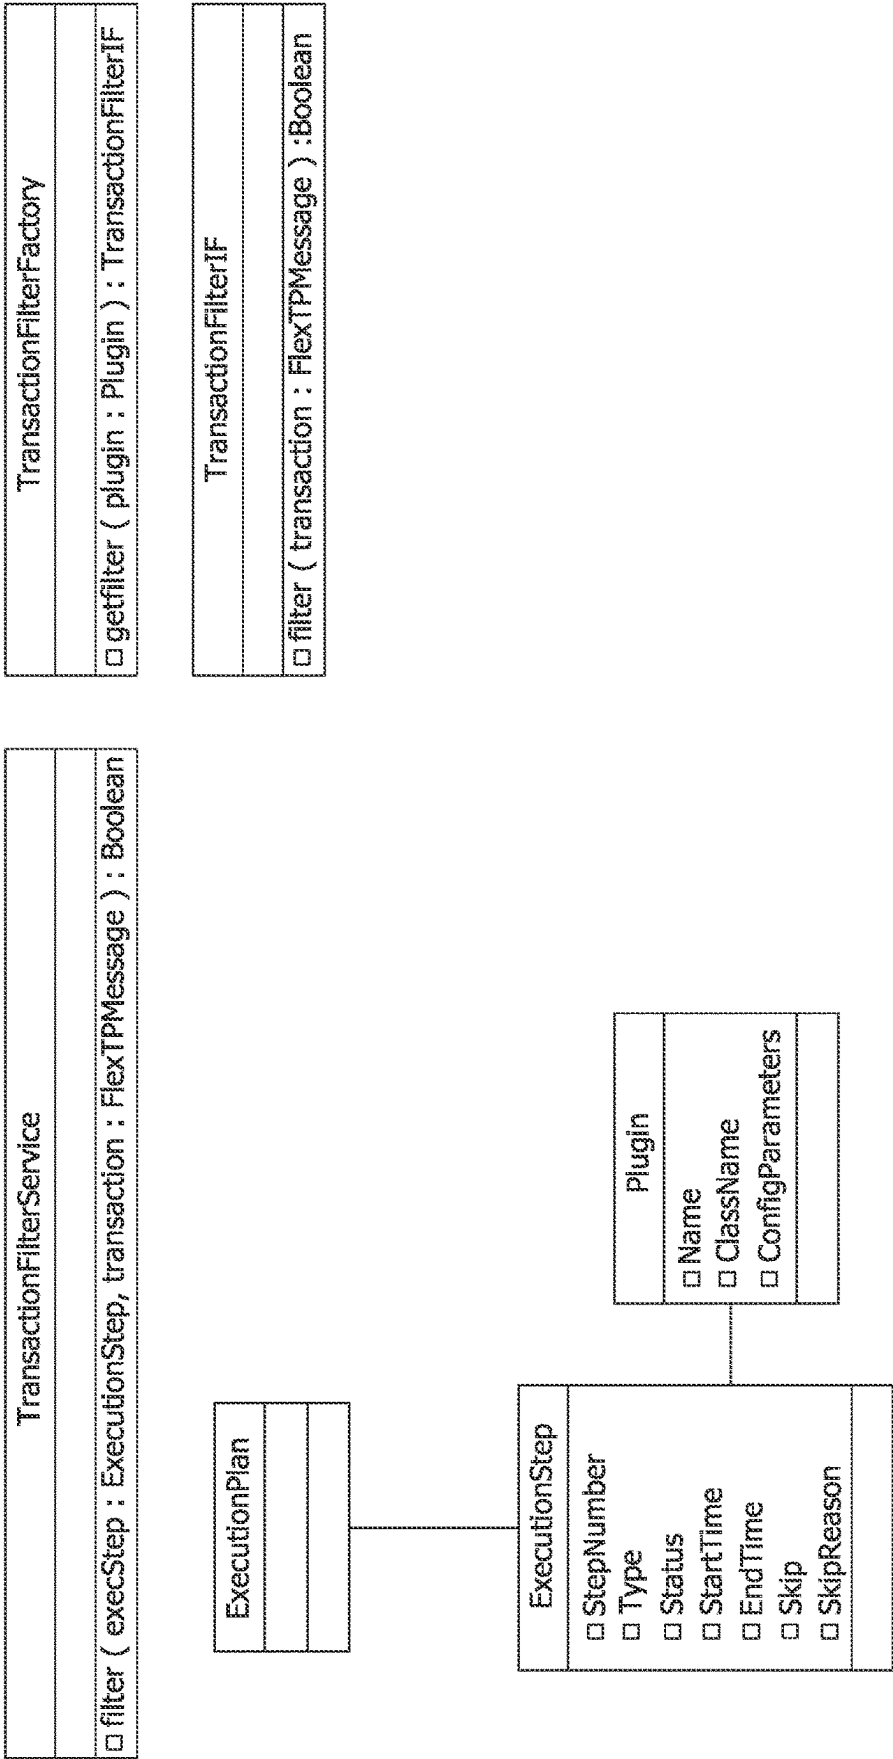 TransactionFilterService
filter ( execStep : ExecutionStep, transaction : FlexTPMessage ) : Boolean
TransactionFilterFactory
getfilter ( plugin : Plugin ) : TransactionFilterIF
TransactionFilterIF
filter ( transaction : FlexTPMessage ) :Boolean
ExecutionPlan
ExecutionStep
StepNumber
Type
Status
StartTime
EndTime
Skip
SkipReason
Plugin
Name
ClassName
ConfigParameters